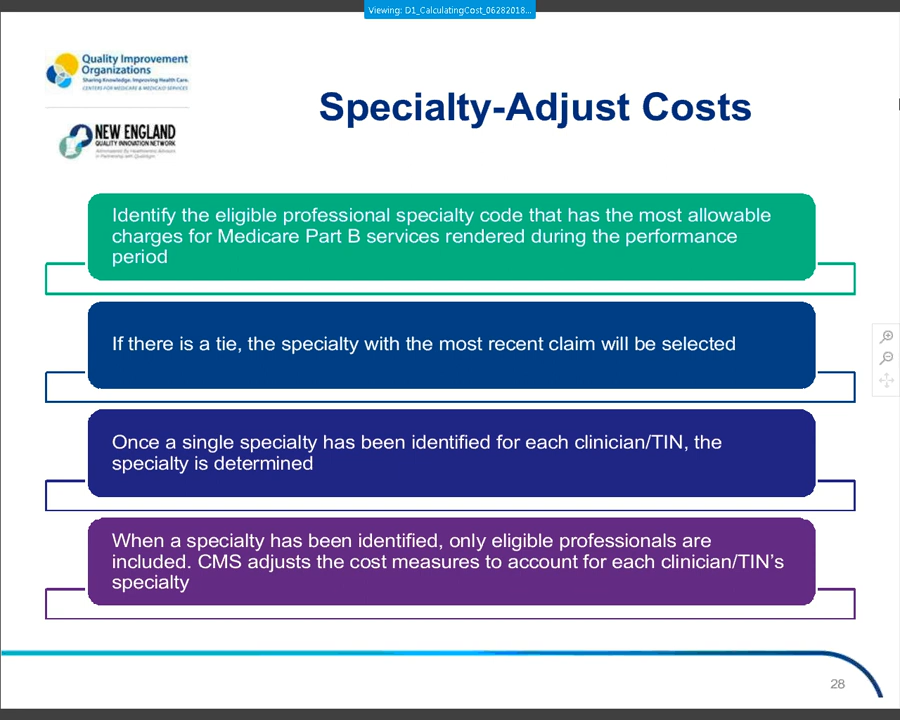 Viewing: D1_CalculatingCost_06282018...
Quality Improvement
Organizations
Sharing Knowledge. Improving Health Care.
CENTERS FOR MEDICARE & MEDICAID SERVICES
NEW ENGLAND
QUALITY INNOVATION NETWORK
Specialty-Adjust Costs
Identify the eligible professional specialty code that has the most allowable
charges for Medicare Part B services rendered during the performance
period
If there is a tie, the specialty with the most recent claim will be selected
Once a single specialty has been identified for each clinician/TIN, the
specialty is determined
When a specialty has been identified, only eligible professionals are
included. CMS adjusts the cost measures to account for each clinician/TIN’s
specialty
28